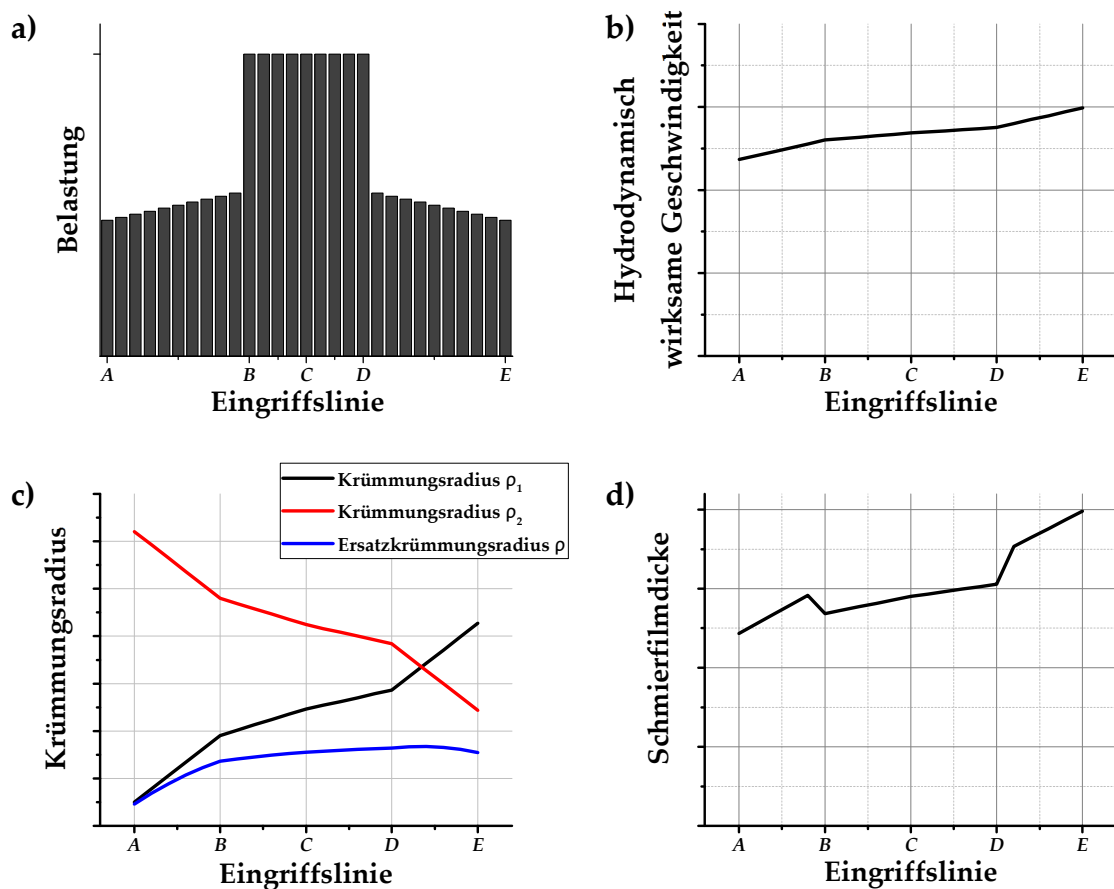 a)
Belastung
A B C D E
Eingriffslinie
b)
Hydrodynamisch
wirksame Geschwindigkeit
A B C D E
Eingriffslinie
c)
Krümmungsradius ρ1
Krümmungsradius ρ2
Ersatzkrümmungsradius ρ
Krümmungsradius
A B C D E
Eingriffslinie
d)
Schmierfilmdicke
A B C D E
Eingriffslinie